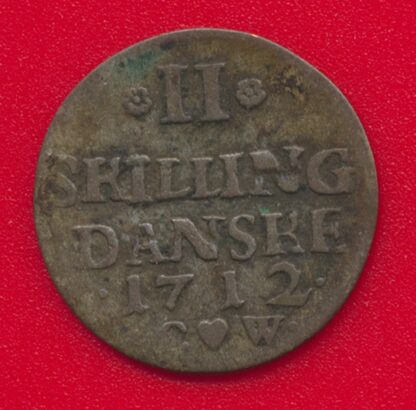 II
SKILLING
DANSKE
·1712·
C♥W